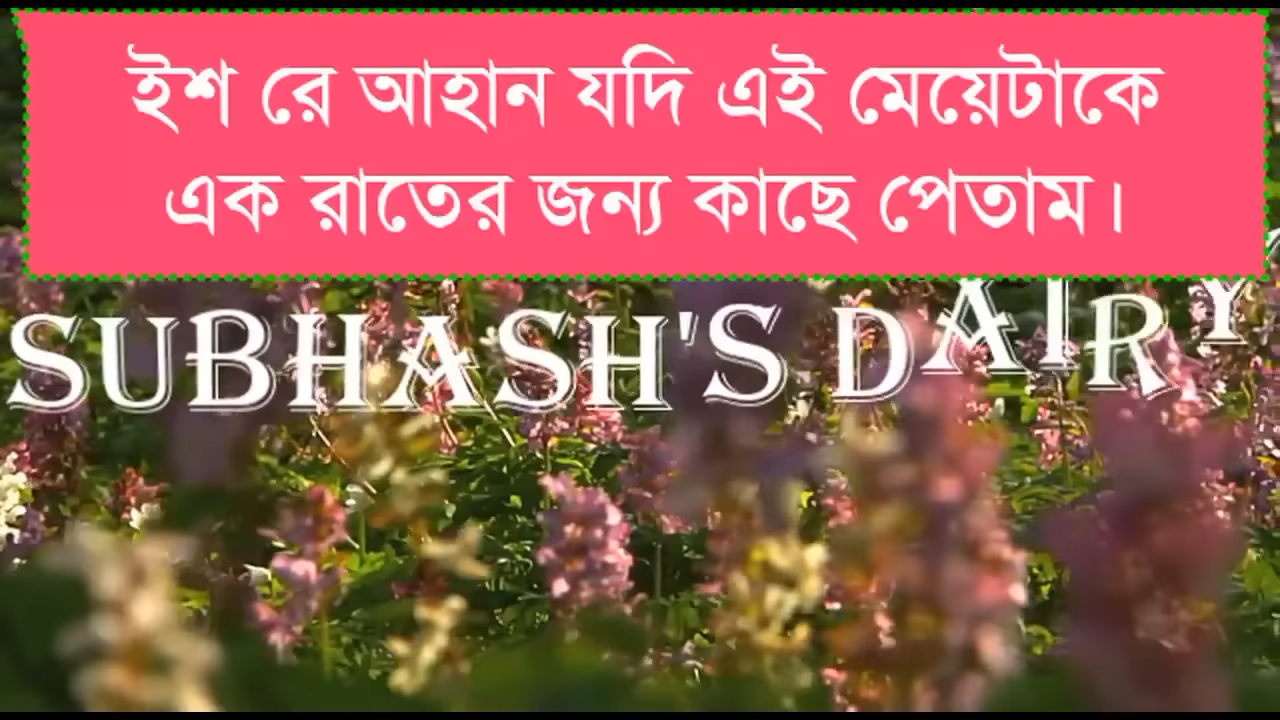 ইশ রে আহান যদি এই মেয়েটাকে
এক রাতের জন্য কাছে পেতাম।
SUBHASH'S DAIRY